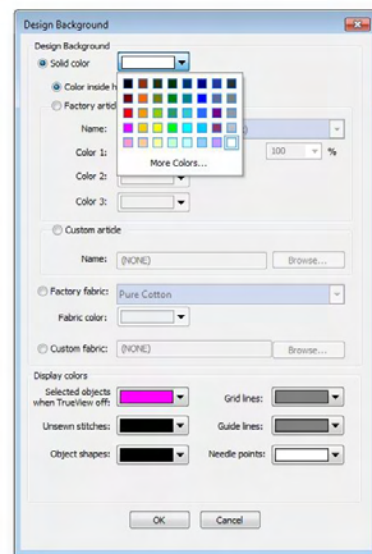 Design Background
Design Background
Solid color
Color inside h
Factory artic
Name:
Color 1:
100 %
More Colors...
Color 2:
Color 3:
Custom article
Name: (NONE) Browse...
Factory fabric: Pure Cotton
Fabric color:
Custom fabric: (NONE) Browse...
Display colors
Selected objects
when TrueView off:
Grid lines:
Unsewn stitches:
Guide lines:
Object shapes:
Needle points:
OK Cancel